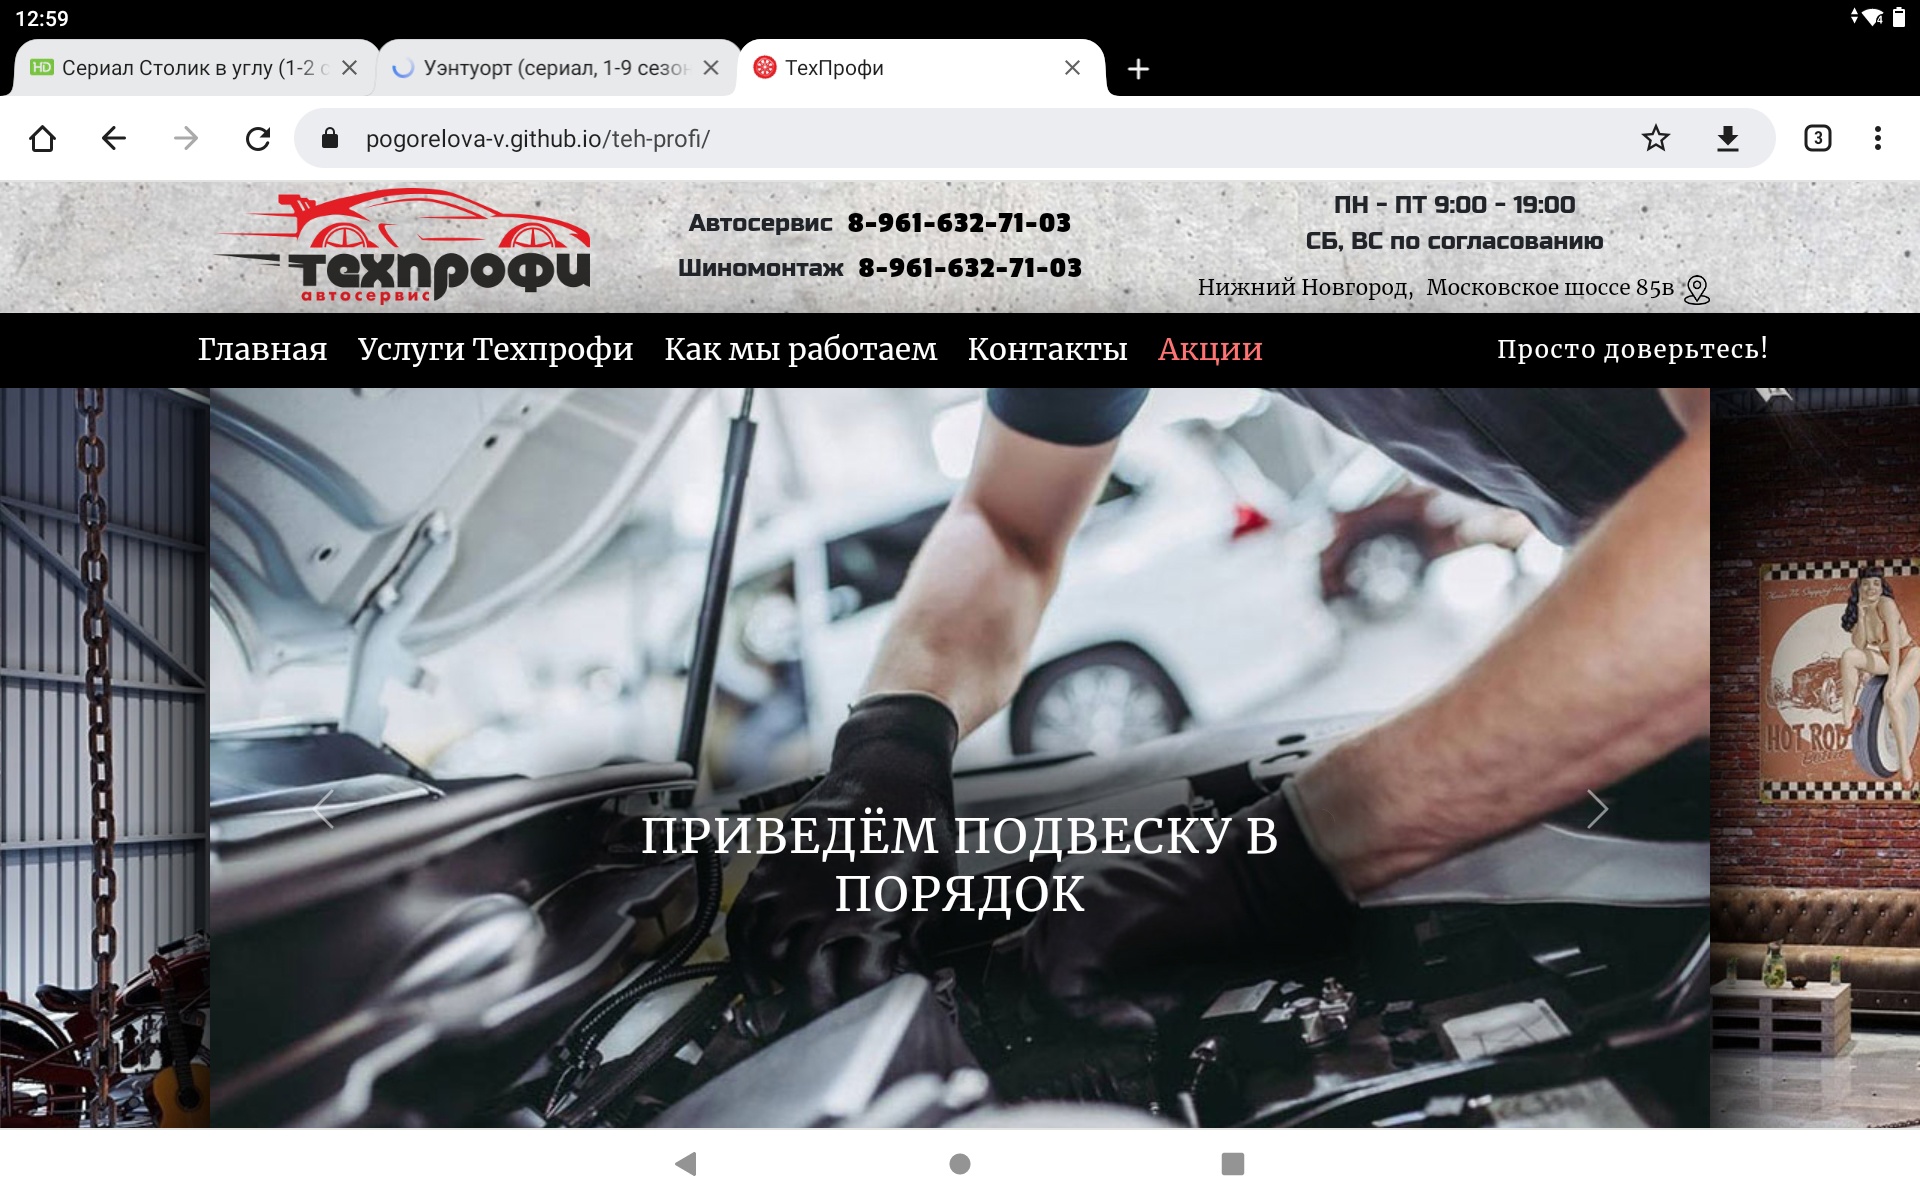 12:59
HD Сериал Столик в углу (1-2 с
Уэнтуорт (сериал, 1-9 сезон
ТехПрофи
pogorelova-v.github.io/teh-profi/
3
техпрофи
автосервис
Автосервис 8-961-632-71-03
Шиномонтаж 8-961-632-71-03
ПН - ПТ 9:00 - 19:00
СБ, ВС по согласованию
Нижний Новгород, Московское шоссе 85в
Главная Услуги Техпрофи Как мы работаем Контакты Акции Просто доверьтесь!
HOT ROD
ПРИВЕДЁМ ПОДВЕСКУ В
ПОРЯДОК